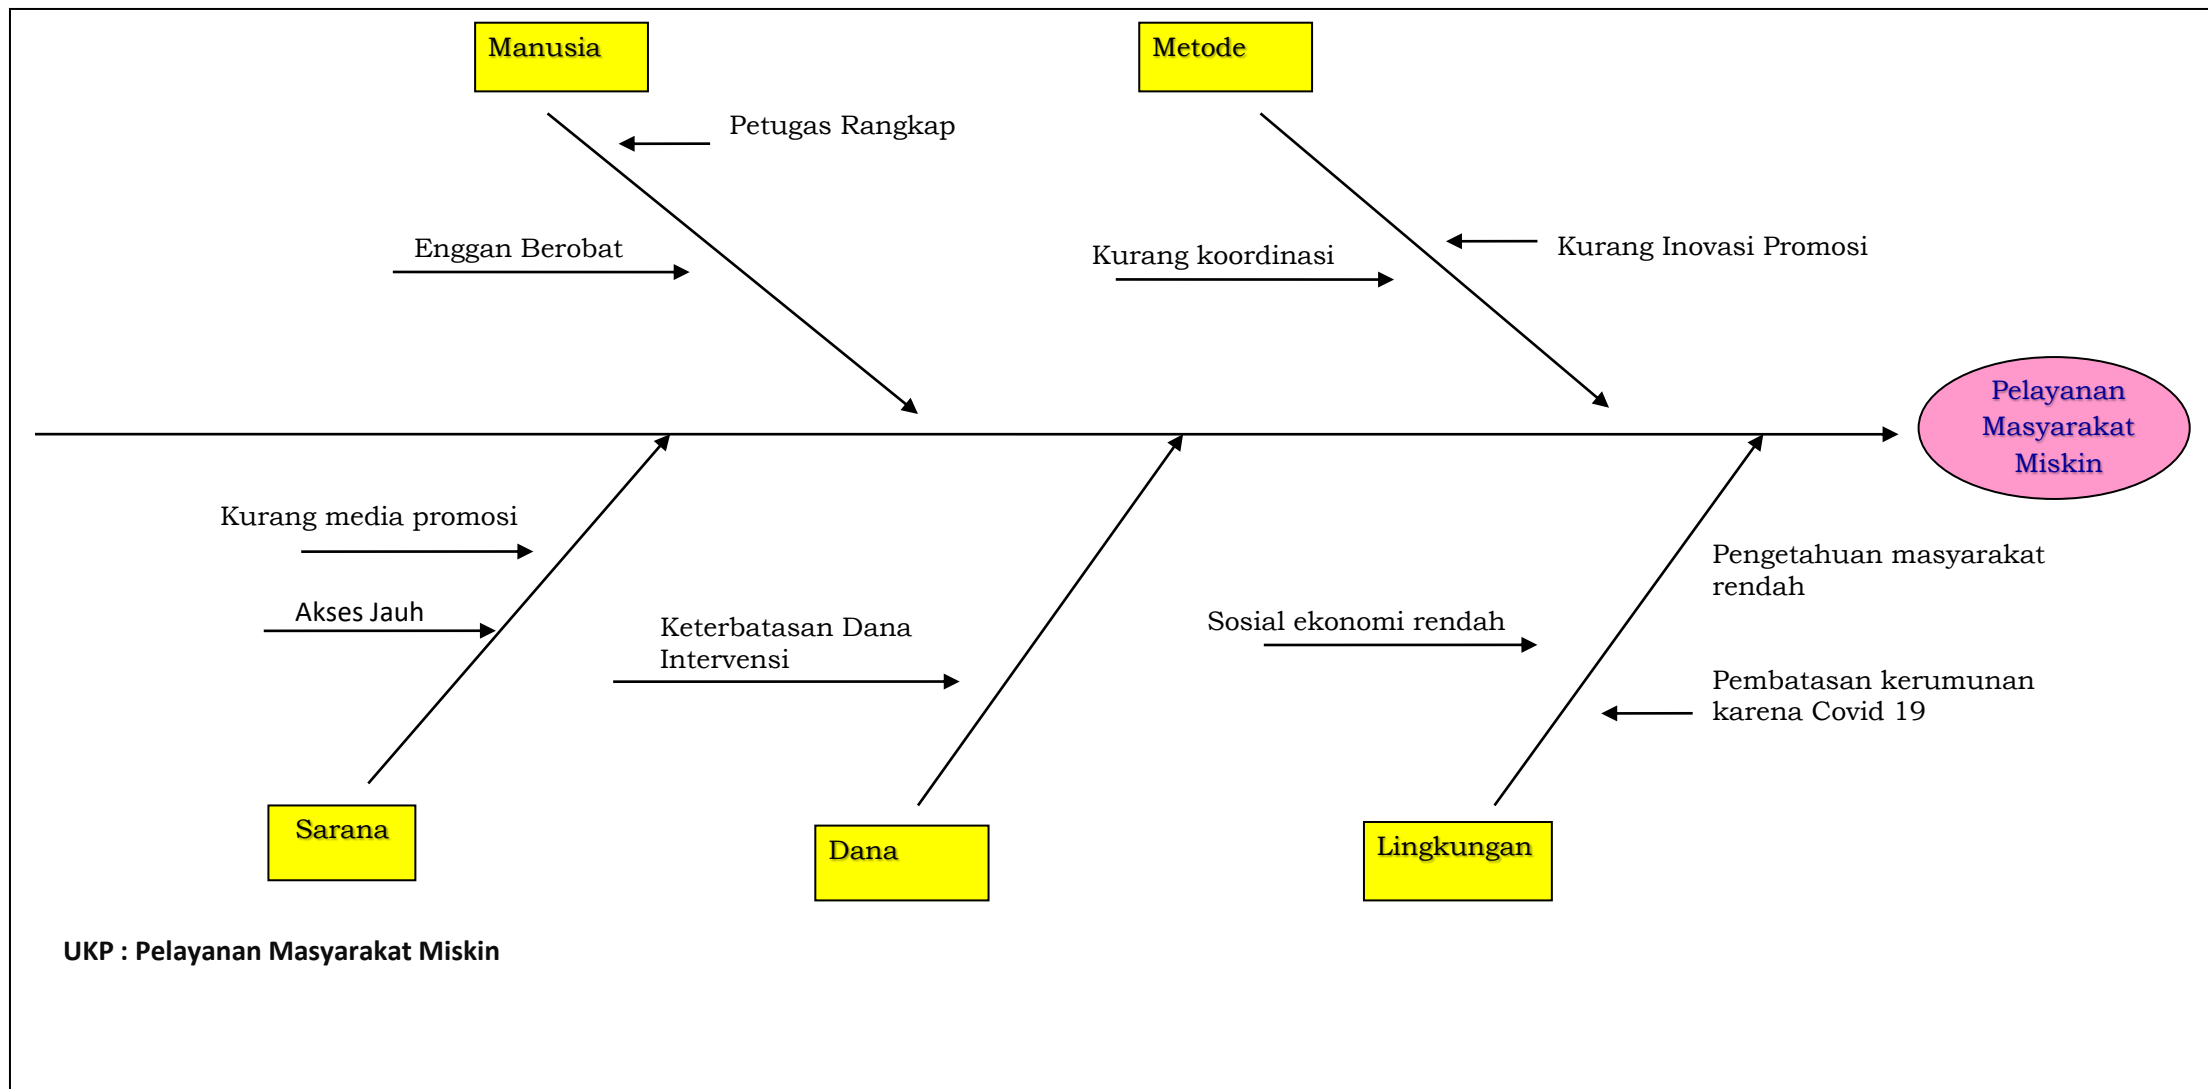 Manusia
Metode
Petugas Rangkap
Enggan Berobat
Kurang koordinasi
Kurang Inovasi Promosi
Pelayanan
Masyarakat
Miskin
Kurang media promosi
Akses Jauh
Keterbatasan Dana
Intervensi
Sosial ekonomi rendah
Pengetahuan masyarakat
rendah
Pembatasan kerumunan
karena Covid 19
Sarana
Dana
Lingkungan
UKP : Pelayanan Masyarakat Miskin